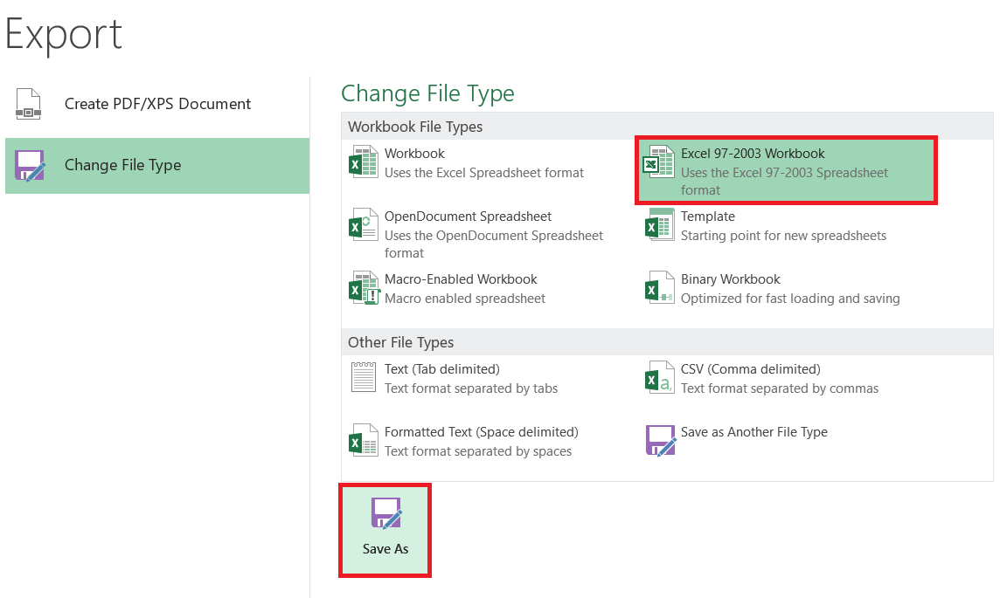 Export
Create PDF/XPS Document
Change File Type
Change File Type
Workbook File Types
Workbook
Uses the Excel Spreadsheet format
Excel 97-2003 Workbook
Uses the Excel 97-2003 Spreadsheet
format
OpenDocument Spreadsheet
Uses the OpenDocument Spreadsheet
format
Template
Starting point for new spreadsheets
Macro-Enabled Workbook
Macro enabled spreadsheet
Binary Workbook
Optimized for fast loading and saving
Other File Types
Text (Tab delimited)
Text format separated by tabs
CSV (Comma delimited)
Text format separated by commas
Formatted Text (Space delimited)
Text format separated by spaces
Save as Another File Type
Save As